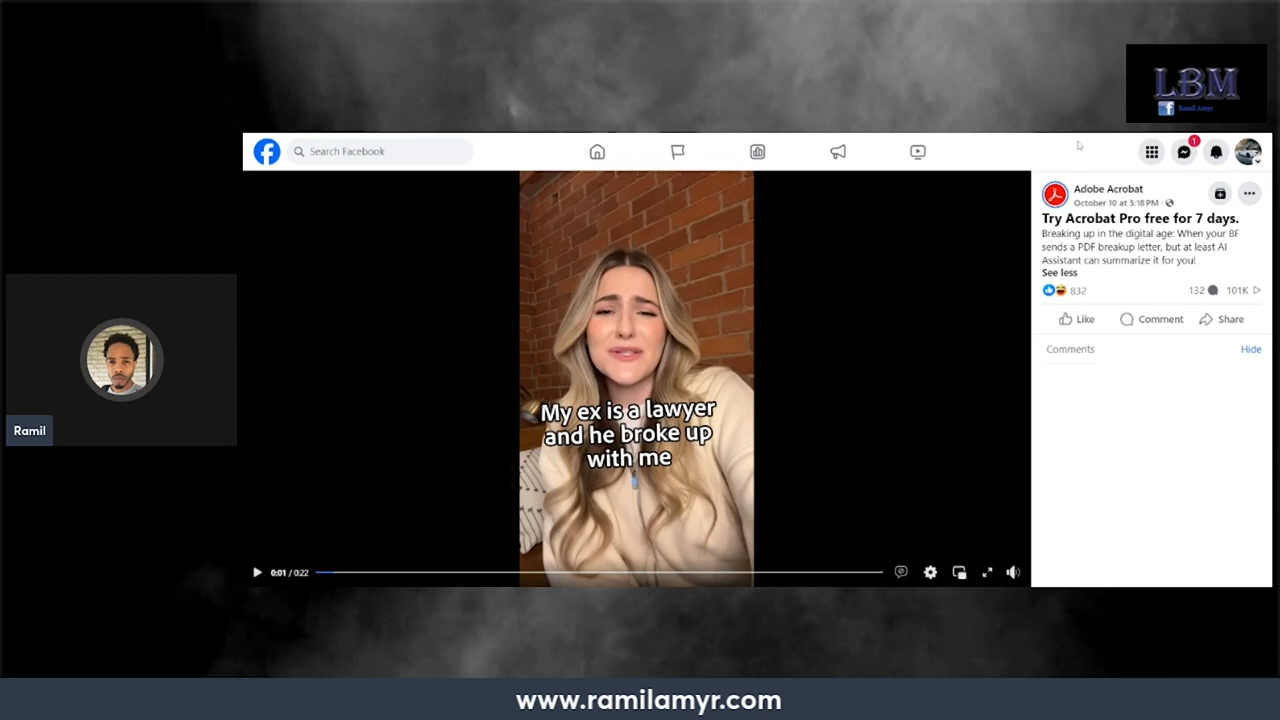 LBM
Ramil Amyr
Search Facebook
1
Adobe Acrobat
October 10 at 5:18 PM ·
Try Acrobat Pro free for 7 days.
Breaking up in the digital age: When your BF
sends a PDF breakup letter, but at least AI
Assistant can summarize it for you!
See less
832
132
101K
Like
Comment
Share
Comments
Hide
My ex is a lawyer
and he broke up
with me
0:01 / 0:22
Ramil
www.ramilamyr.com